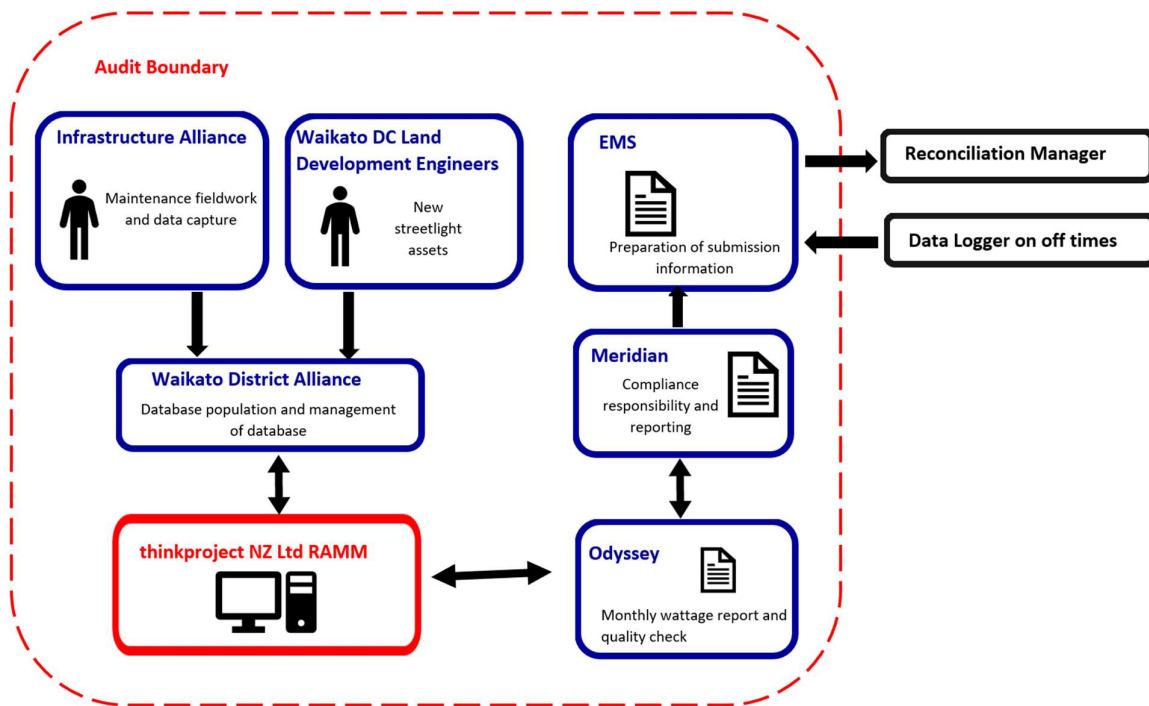 Audit Boundary
Infrastructure Alliance
Maintenance fieldwork
and data capture
Waikato DC Land
Development Engineers
New
streetlight
assets
EMS
Preparation of submission
information
Reconciliation Manager
Data Logger on off times
Waikato District Alliance
Database population and management
of database
Meridian
Compliance
responsibility and
reporting
thinkproject NZ Ltd RAMM
Odyssey
Monthly wattage report and
quality check